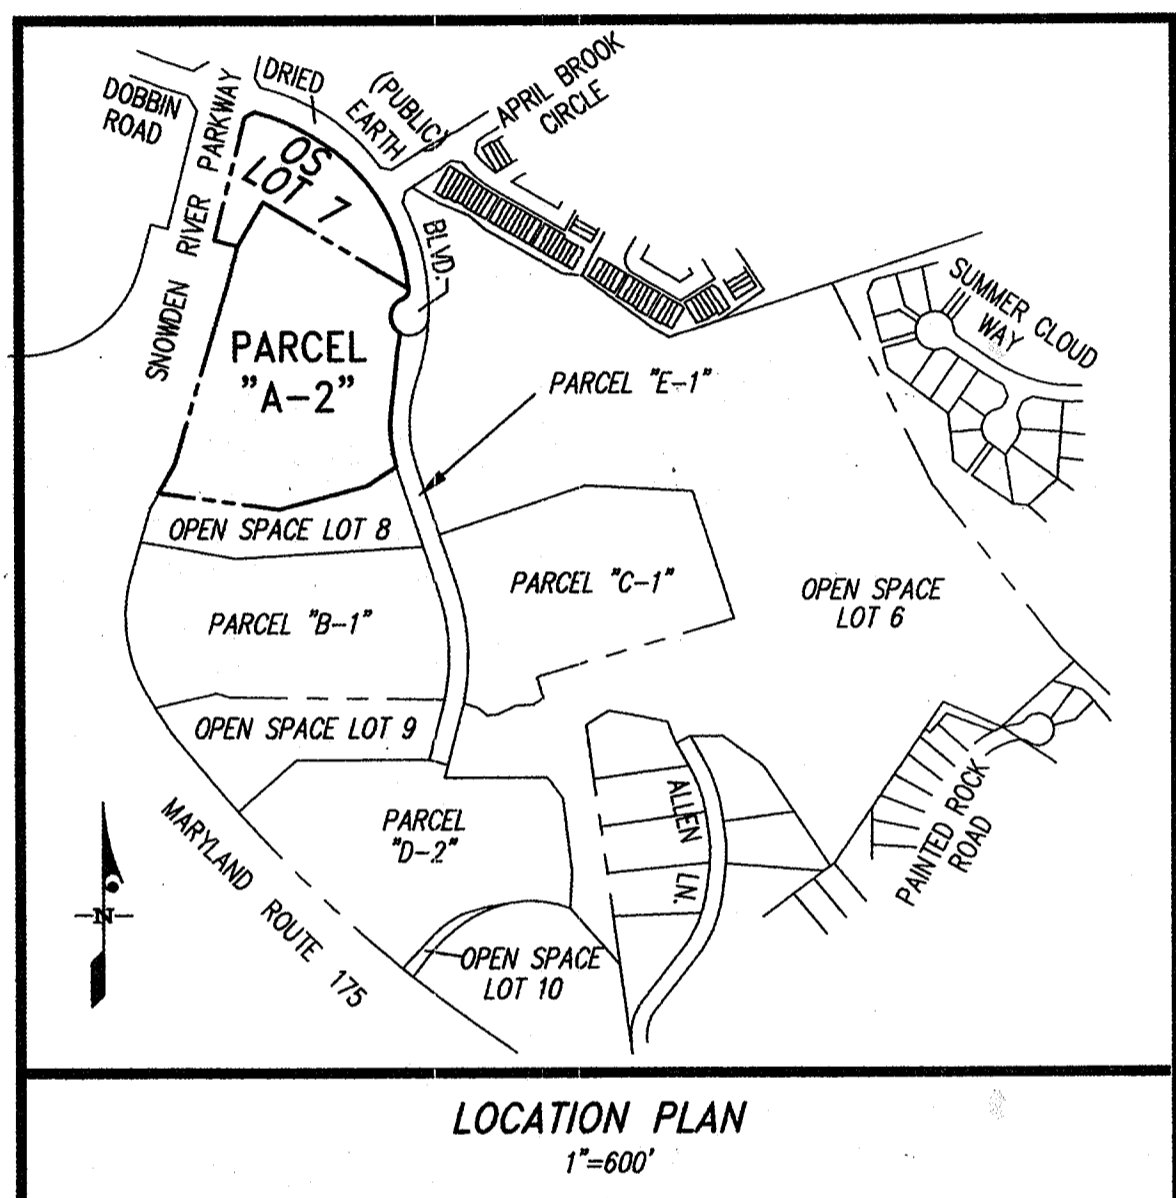 DOBBIN
ROAD
SNOWDEN RIVER PARKWAY
DRIED
(PUBLIC)
EARTH
BLVD.
APRIL BROOK
CIRCLE
OS
LOT 7
PARCEL
"A-2"
PARCEL "E-1"
SUMMER CLOUD
WAY
OPEN SPACE LOT 8
PARCEL "C-1"
OPEN SPACE
LOT 6
PARCEL "B-1"
OPEN SPACE LOT 9
PARCEL
"D-2"
ALLEN LN.
PAINTED ROCK
ROAD
MARYLAND ROUTE 175
OPEN SPACE
LOT 10
N
LOCATION PLAN
1"=600'